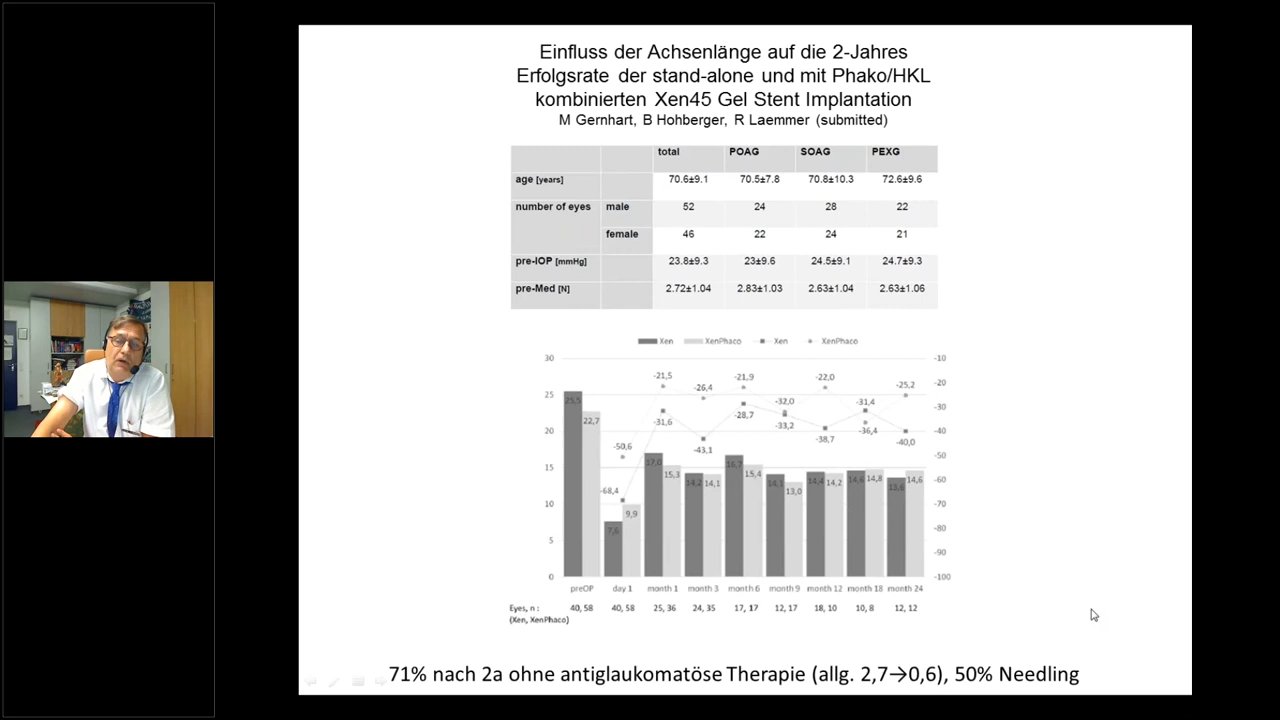 Einfluss der Achsenlänge auf die 2-Jahres
Erfolgsrate der stand-alone und mit Phako/HKL
kombinierten Xen45 Gel Stent Implantation
M Gernhart, B Hohberger, R Laemmer (submitted)
total POAG SOAG PEXG
age [years] 70.6±9.1 70.5±7.8 70.8±10.3 72.6±9.6
number of eyes male 52 24 28 22
female 46 22 24 21
pre-IOP [mmHg] 23.8±9.3 23±9.6 24.5±9.1 24.7±9.3
pre-Med [N] 2.72±1.04 2.83±1.03 2.63±1.04 2.63±1.06
Xen XenPhaco Xen XenPhaco
30 -10
-21,5 -21,9 -22,0 -20
25 -26,4 -25,2
25,5 -32,0 -31,4 -30
22,7 -31,6 -28,7 -33,2 -36,4
20 -43,1 -38,7 -40,0 -40
-50,6 -50
15 17,0 15,3 14,2 14,1 16,7 15,4 14,1 13,0 14,4 14,2 14,6 14,8 13,6 14,6 -60
-68,4
10 -70
9,9
7,6 -80
5
-90
0 -100
preOP day 1 month 1 month 3 month 6 month 9 month 12 month 18 month 24
Eyes, n : 40, 58 40, 58 25, 36 24, 35 17, 17 12, 17 18, 10 10, 8 12, 12
(Xen, XenPhaco)
71% nach 2a ohne antiglaukomatöse Therapie (allg. 2,7→0,6), 50% Needling